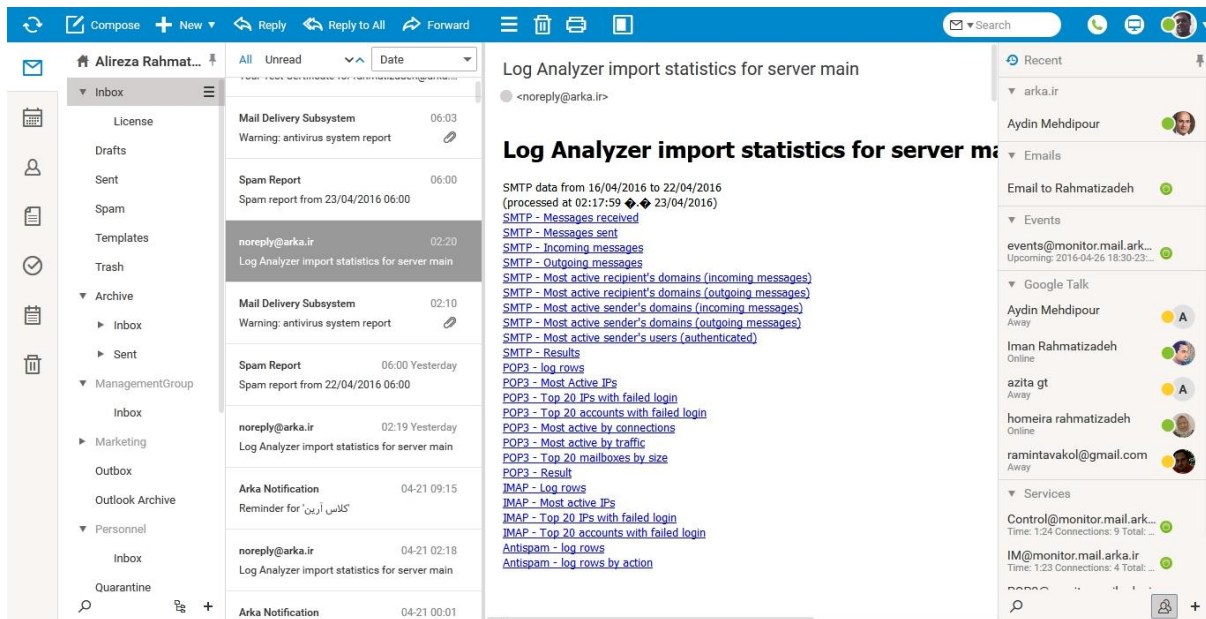 Compose New Reply Reply to All Forward Search
Alireza Rahmat...
Inbox
License
Drafts
Sent
Spam
Templates
Trash
Archive
Inbox
Sent
ManagementGroup
Inbox
Marketing
Outbox
Outlook Archive
Personnel
Inbox
Quarantine
All Unread Date
Mail Delivery Subsystem 06:03
Warning: antivirus system report
Spam Report 06:00
Spam report from 23/04/2016 06:00
noreply@arka.ir 02:20
Log Analyzer import statistics for server main
Mail Delivery Subsystem 02:10
Warning: antivirus system report
Spam Report 06:00 Yesterday
Spam report from 22/04/2016 06:00
noreply@arka.ir 02:19 Yesterday
Log Analyzer import statistics for server main
Arka Notification 04-21 09:15
Reminder for 'کلاس آرین'
noreply@arka.ir 04-21 02:18
Log Analyzer import statistics for server main
Arka Notification 04-21 00:01
Log Analyzer import statistics for server main
<noreply@arka.ir>
Log Analyzer import statistics for server ma
SMTP data from 16/04/2016 to 22/04/2016
(processed at 02:17:59 �.� 23/04/2016)
SMTP - Messages received
SMTP - Messages sent
SMTP - Incoming messages
SMTP - Outgoing messages
SMTP - Most active recipient's domains (incoming messages)
SMTP - Most active recipient's domains (outgoing messages)
SMTP - Most active sender's domains (incoming messages)
SMTP - Most active sender's domains (outgoing messages)
SMTP - Most active sender's users (authenticated)
SMTP - Results
POP3 - log rows
POP3 - Most Active IPs
POP3 - Top 20 IPs with failed login
POP3 - Top 20 accounts with failed login
POP3 - Most active by connections
POP3 - Most active by traffic
POP3 - Top 20 mailboxes by size
POP3 - Result
IMAP - Log rows
IMAP - Most active IPs
IMAP - Top 20 IPs with failed login
IMAP - Top 20 accounts with failed login
Antispam - log rows
Antispam - log rows by action
Recent
arka.ir
Aydin Mehdipour
Emails
Email to Rahmatizadeh
Events
events@monitor.mail.ark...
Upcoming: 2016-04-26 18:30-23:...
Google Talk
Aydin Mehdipour
Away
A
Iman Rahmatizadeh
Online
azita gt
Away
A
homeira rahmatizadeh
Online
ramintavakol@gmail.com
Away
Services
Control@monitor.mail.ark...
Time: 1:24 Connections: 9 Total: ...
IM@monitor.mail.arka.ir
Time: 1:23 Connections: 4 Total: ...